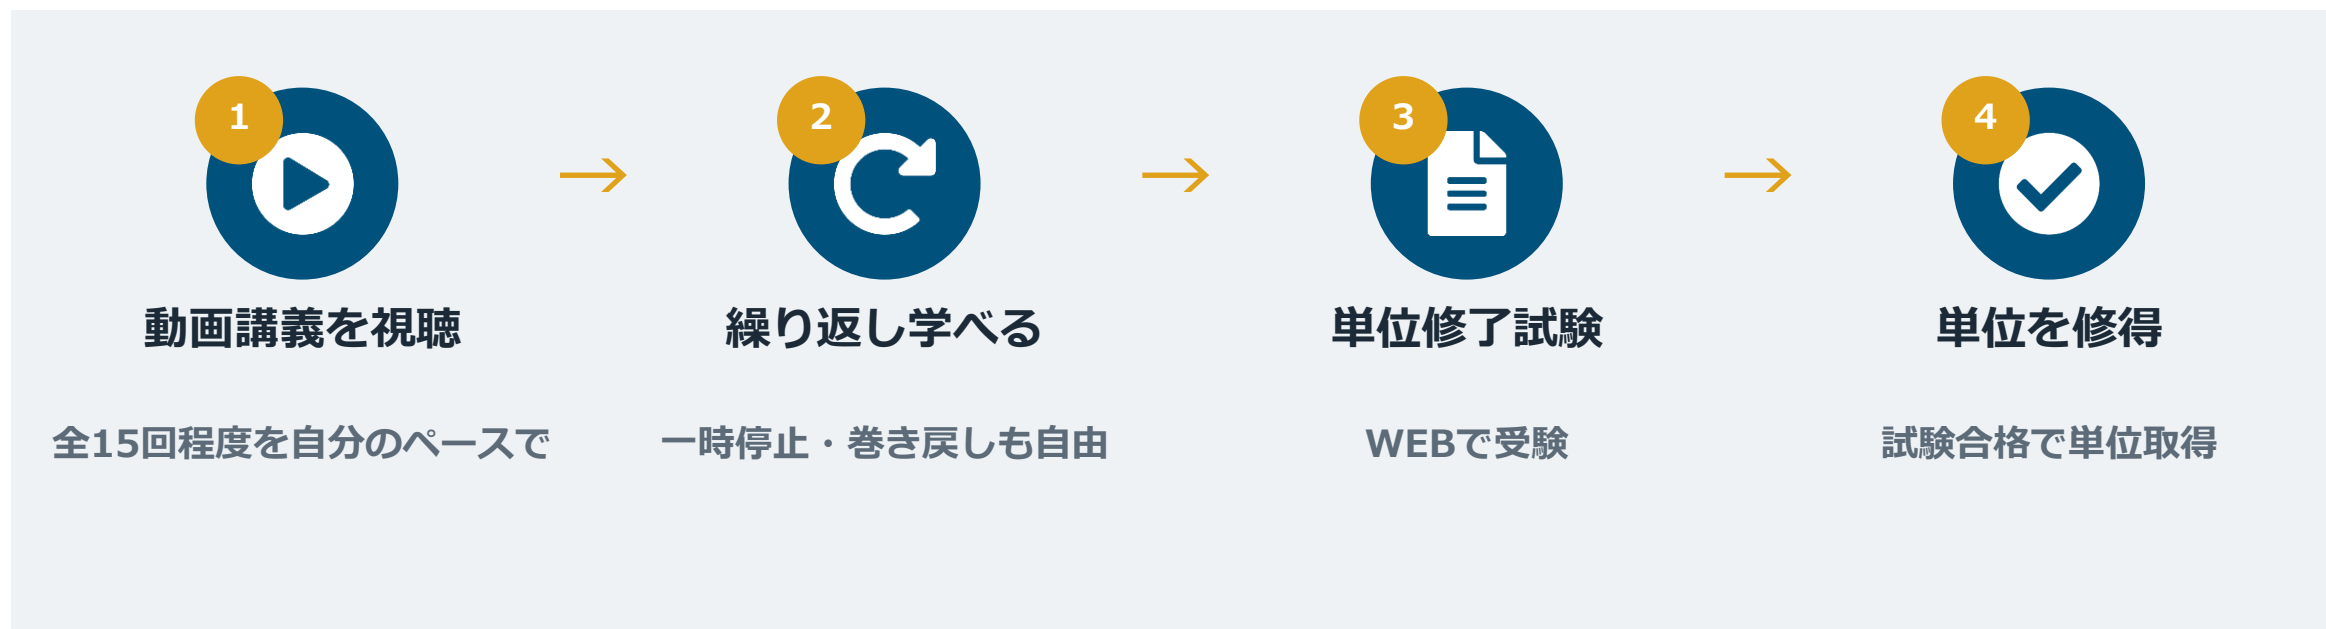 1
動画講義を視聴
全15回程度を自分のペースで
→
2
繰り返し学べる
一時停止・巻き戻しも自由
→
3
単位修了試験
WEBで受験
→
4
単位を修得
試験合格で単位取得